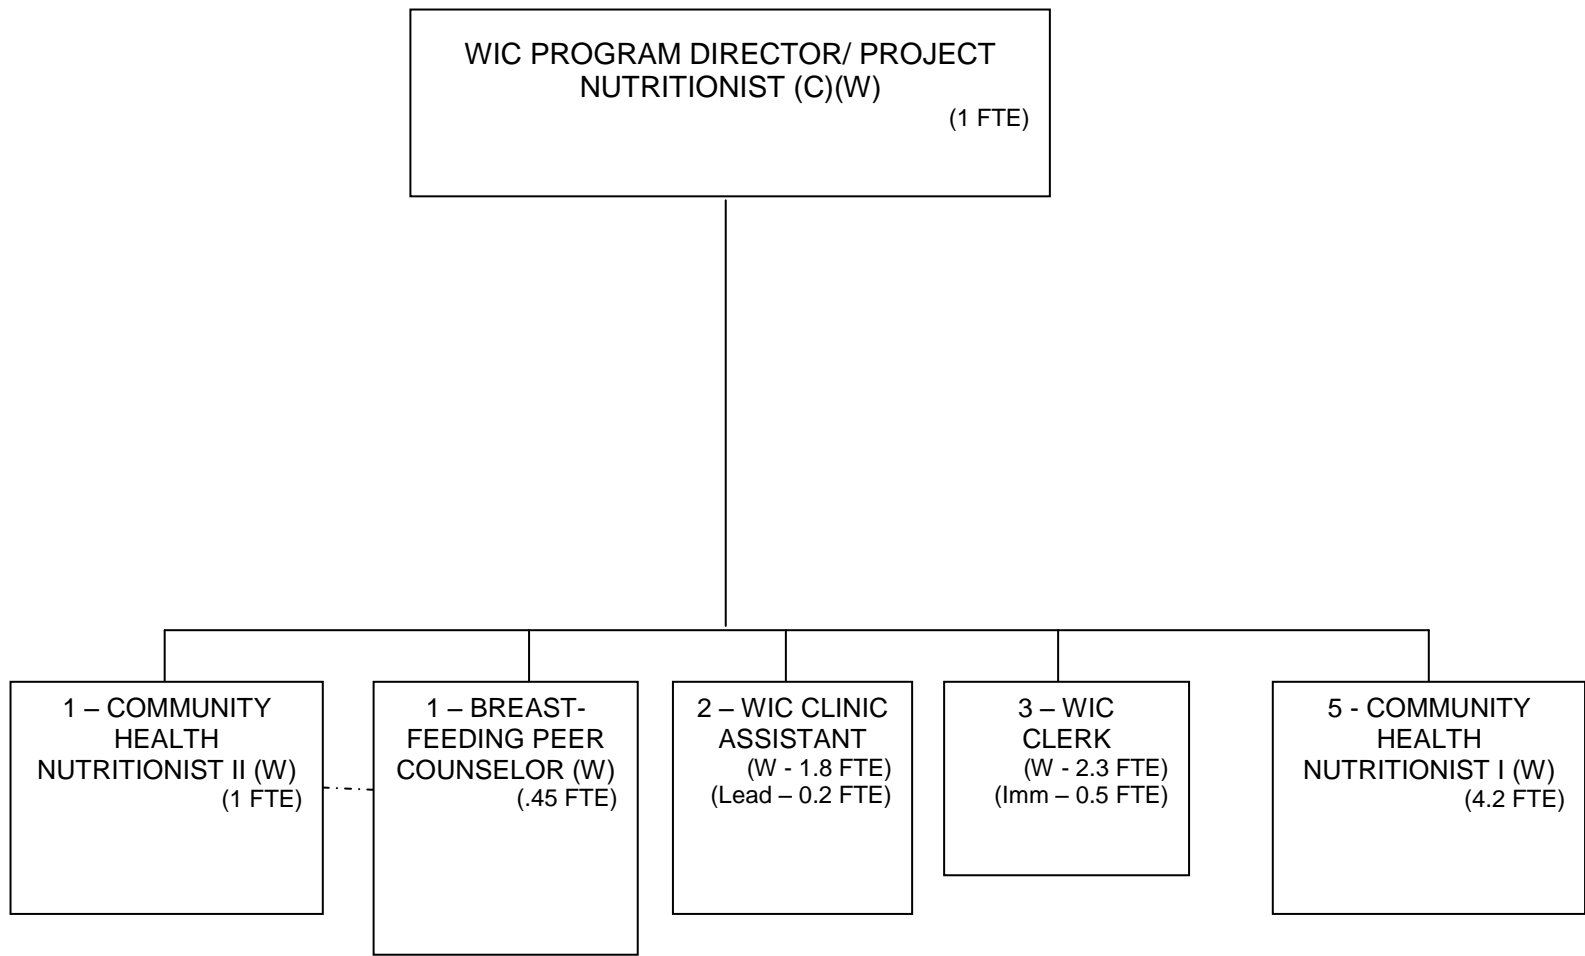 WIC PROGRAM DIRECTOR/ PROJECT
NUTRITIONIST (C)(W)
(1 FTE)
1 – COMMUNITY
HEALTH
NUTRITIONIST II (W)
(1 FTE)
1 – BREAST-
FEEDING PEER
COUNSELOR (W)
(.45 FTE)
2 – WIC CLINIC
ASSISTANT
(W - 1.8 FTE)
(Lead – 0.2 FTE)
3 – WIC
CLERK
(W - 2.3 FTE)
(Imm – 0.5 FTE)
5 - COMMUNITY
HEALTH
NUTRITIONIST I (W)
(4.2 FTE)